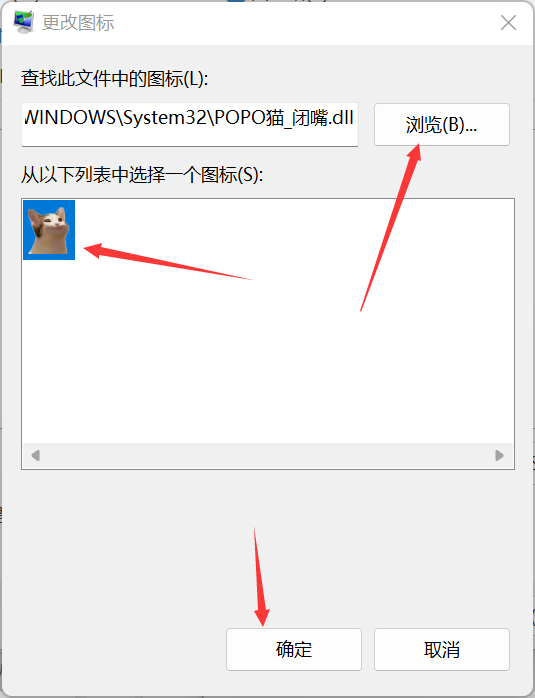 更改图标
查找此文件中的图标(L):
WINDOWS\System32\POPO猫_闭嘴.dll
浏览(B)...
从以下列表中选择一个图标(S):
确定
取消